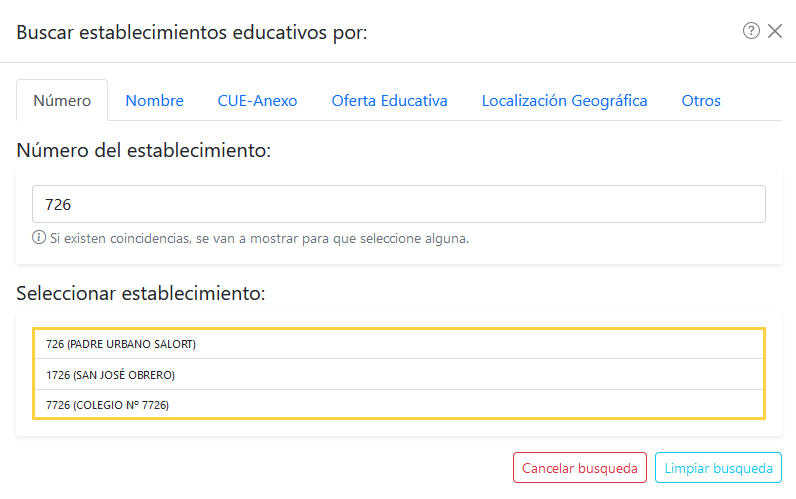 Buscar establecimientos educativos por:
Número Nombre CUE-Anexo Oferta Educativa Localización Geográfica Otros
Número del establecimiento:
726
Si existen coincidencias, se van a mostrar para que seleccione alguna.
Seleccionar establecimiento:
726 (PADRE URBANO SALORT)
1726 (SAN JOSÉ OBRERO)
7726 (COLEGIO Nº 7726)
Cancelar busqueda Limpiar busqueda